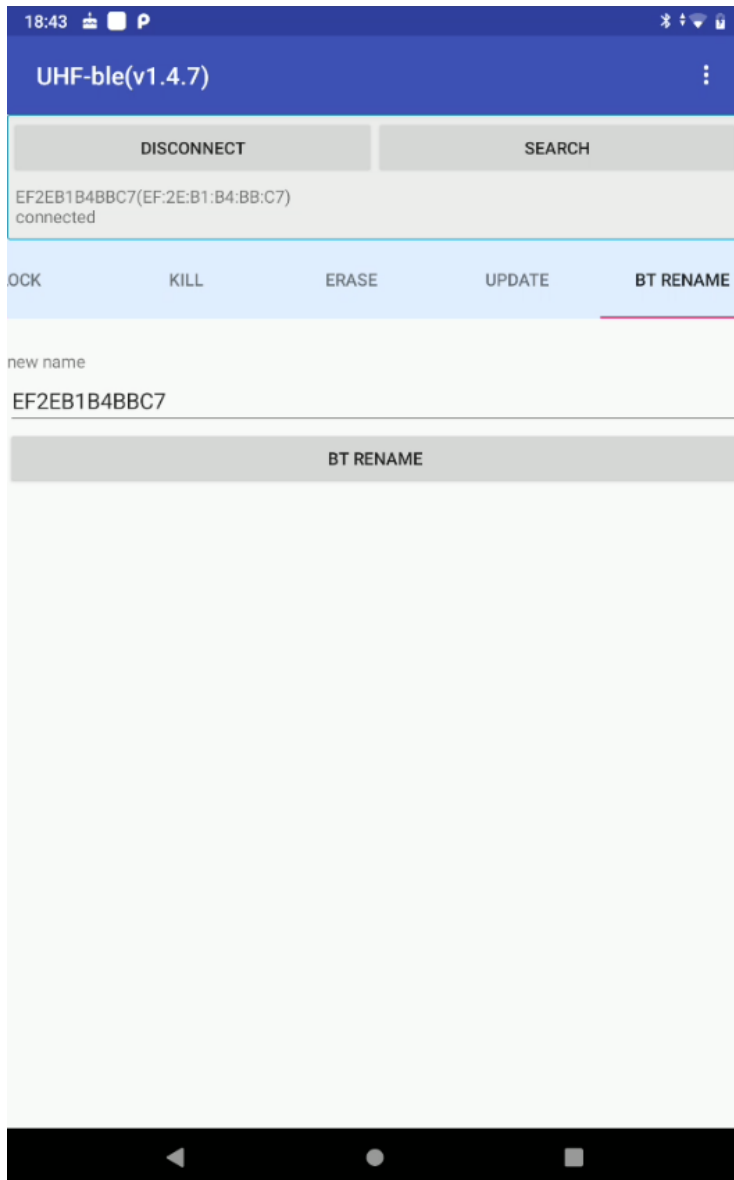 18:43
UHF-ble(v1.4.7)
DISCONNECT SEARCH
EF2EB1B4BBC7(EF:2E:B1:B4:BB:C7)
connected
OCK KILL ERASE UPDATE BT RENAME
new name
EF2EB1B4BBC7
BT RENAME